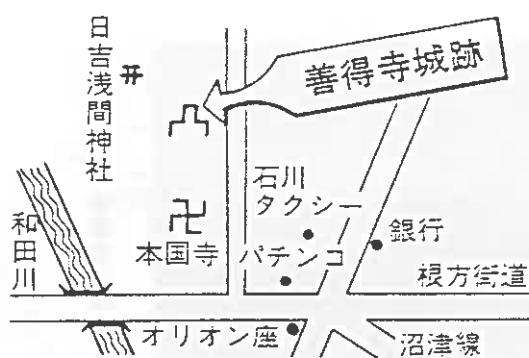 日吉浅間神社
善得寺城跡
石川
タクシー
和田川
本国寺
パチンコ
銀行
根方街道
オリオン座
沼津線